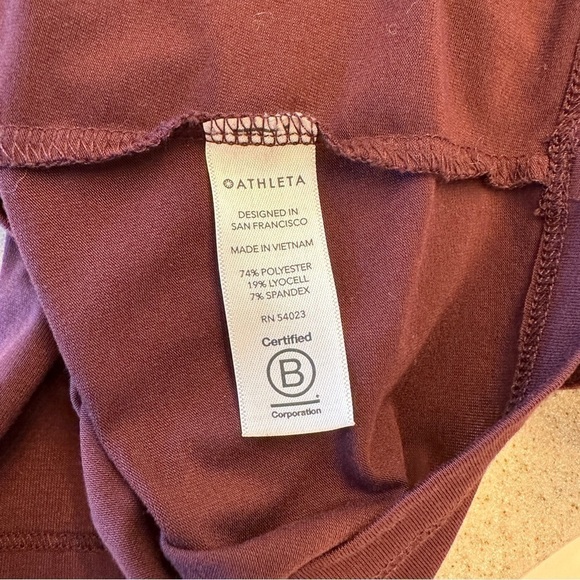 ATHLETA
DESIGNED IN
SAN FRANCISCO
MADE IN VIETNAM
74% POLYESTER
19% LYOCELL
7% SPANDEX
RN 54023
Certified
B
Corporation